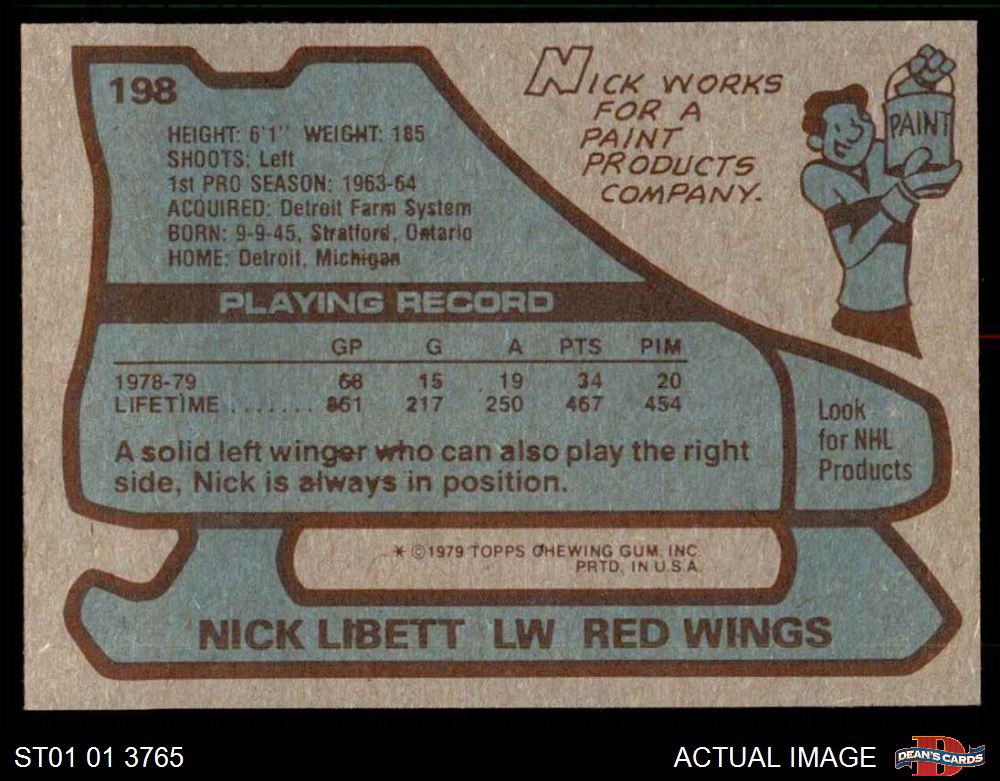 198
HEIGHT: 6'1" WEIGHT: 185
SHOOTS: Left
1st PRO SEASON: 1963-64
ACQUIRED: Detroit Farm System
BORN: 9-9-45, Stratford, Ontario
HOME: Detroit, Michigan
NICK WORKS
FOR A
PAINT
PRODUCTS
COMPANY.
PAINT
PLAYING RECORD
GP G A PTS PIM
1978-79 68 15 19 34 20
LIFETIME ....... 861 217 250 467 454
A solid left winger who can also play the right
side, Nick is always in position.
Look
for NHL
Products
* ©1979 TOPPS CHEWING GUM, INC.
PRTD. IN U.S.A.
NICK LIBETT LW RED WINGS
ST01 01 3765
ACTUAL IMAGE
D
DEAN'S CARDS